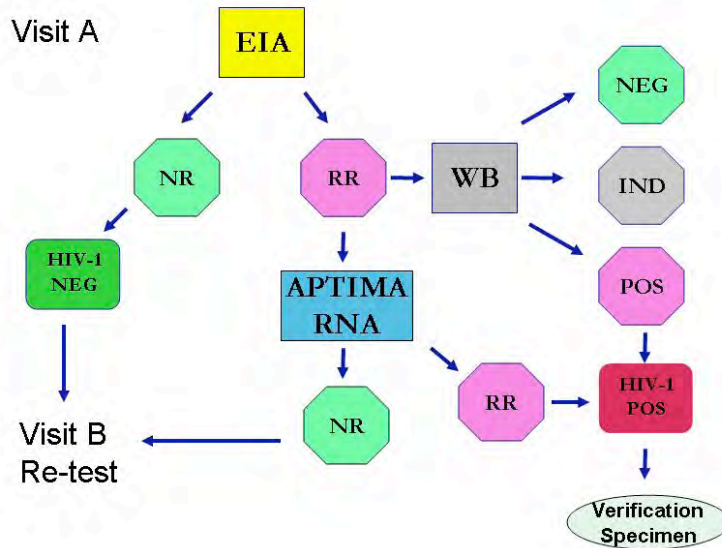 Visit A
EIA
NEG
NR
RR
WB
IND
HIV-1
NEG
APTIMA
RNA
POS
HIV-1
POS
RR
NR
Visit B
Re-test
Verification
Specimen